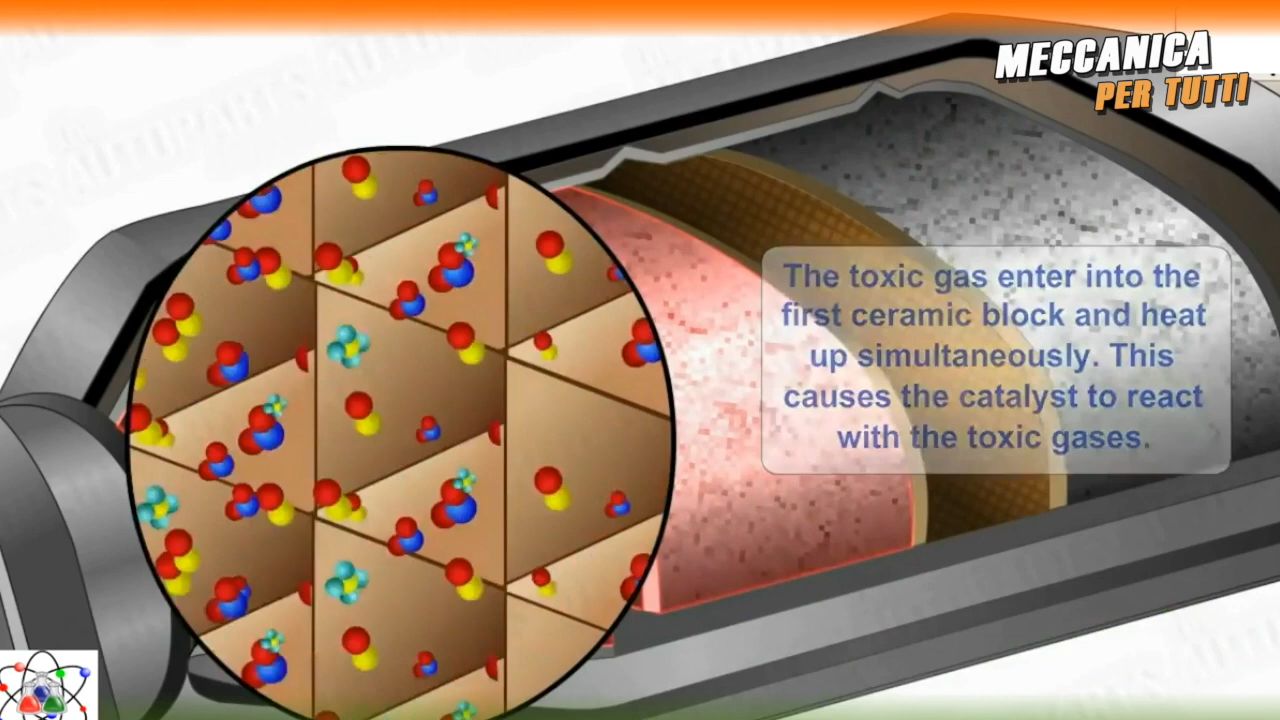 MECCANICA
PER TUTTI
The toxic gas enter into the
first ceramic block and heat
up simultaneously. This
causes the catalyst to react
with the toxic gases.